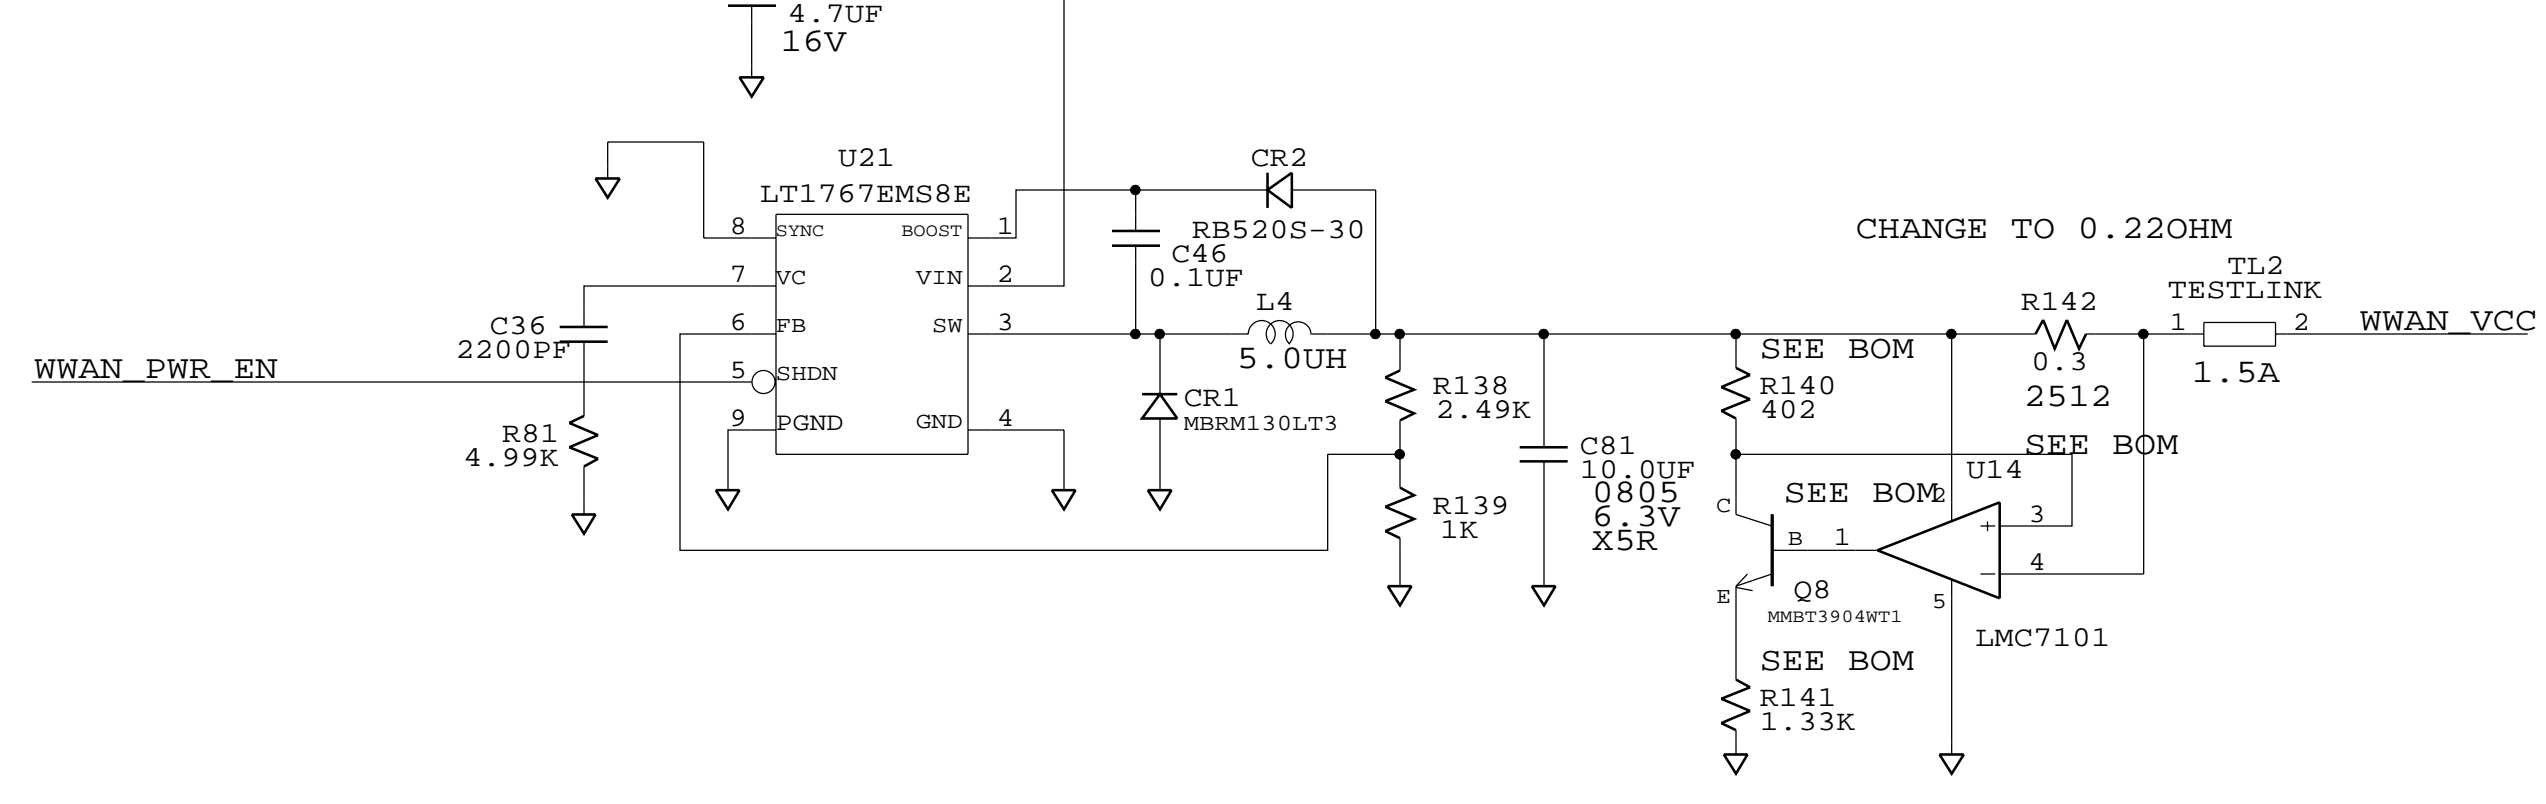 4.7UF
16V
U21
LT1767EMS8E
8
SYNC
BOOST
1
7
VC
VIN
2
6
FB
SW
3
5
SHDN
9
PGND
GND
4
C36
2200PF
WWAN_PWR_EN
R81
4.99K
CR2
RB520S-30
C46
0.1UF
L4
5.0UH
CR1
MBRM130LT3
R138
2.49K
R139
1K
C81
10.0UF
0805
6.3V
X5R
CHANGE TO 0.22OHM
TL2
TESTLINK
R142
1
2
WWAN_VCC
0.3
2512
1.5A
SEE BOM
R140
402
SEE BOM
U14
SEE BOM
2
C
3
+
B
1
4
-
E
5
Q8
MMBT3904WT1
LMC7101
SEE BOM
R141
1.33K